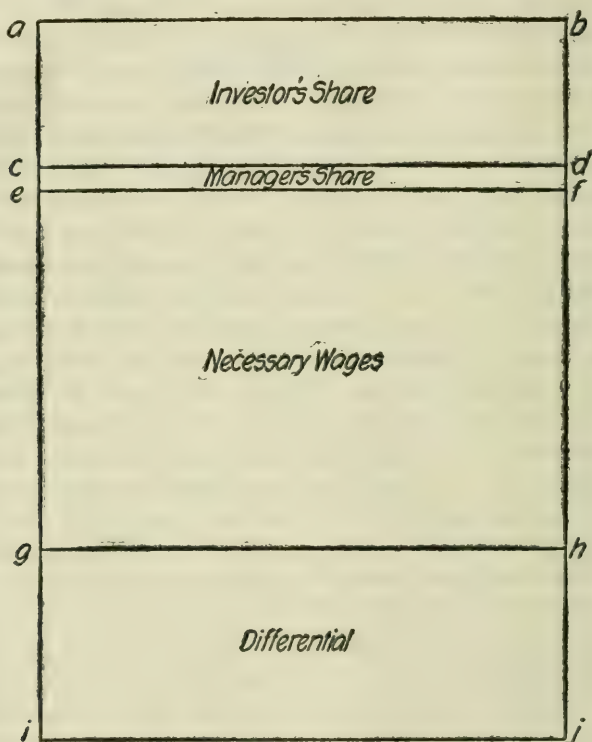 a b
Investor's Share
c d
Manager's Share
e f
Necessary Wages
g h
Differential
i j